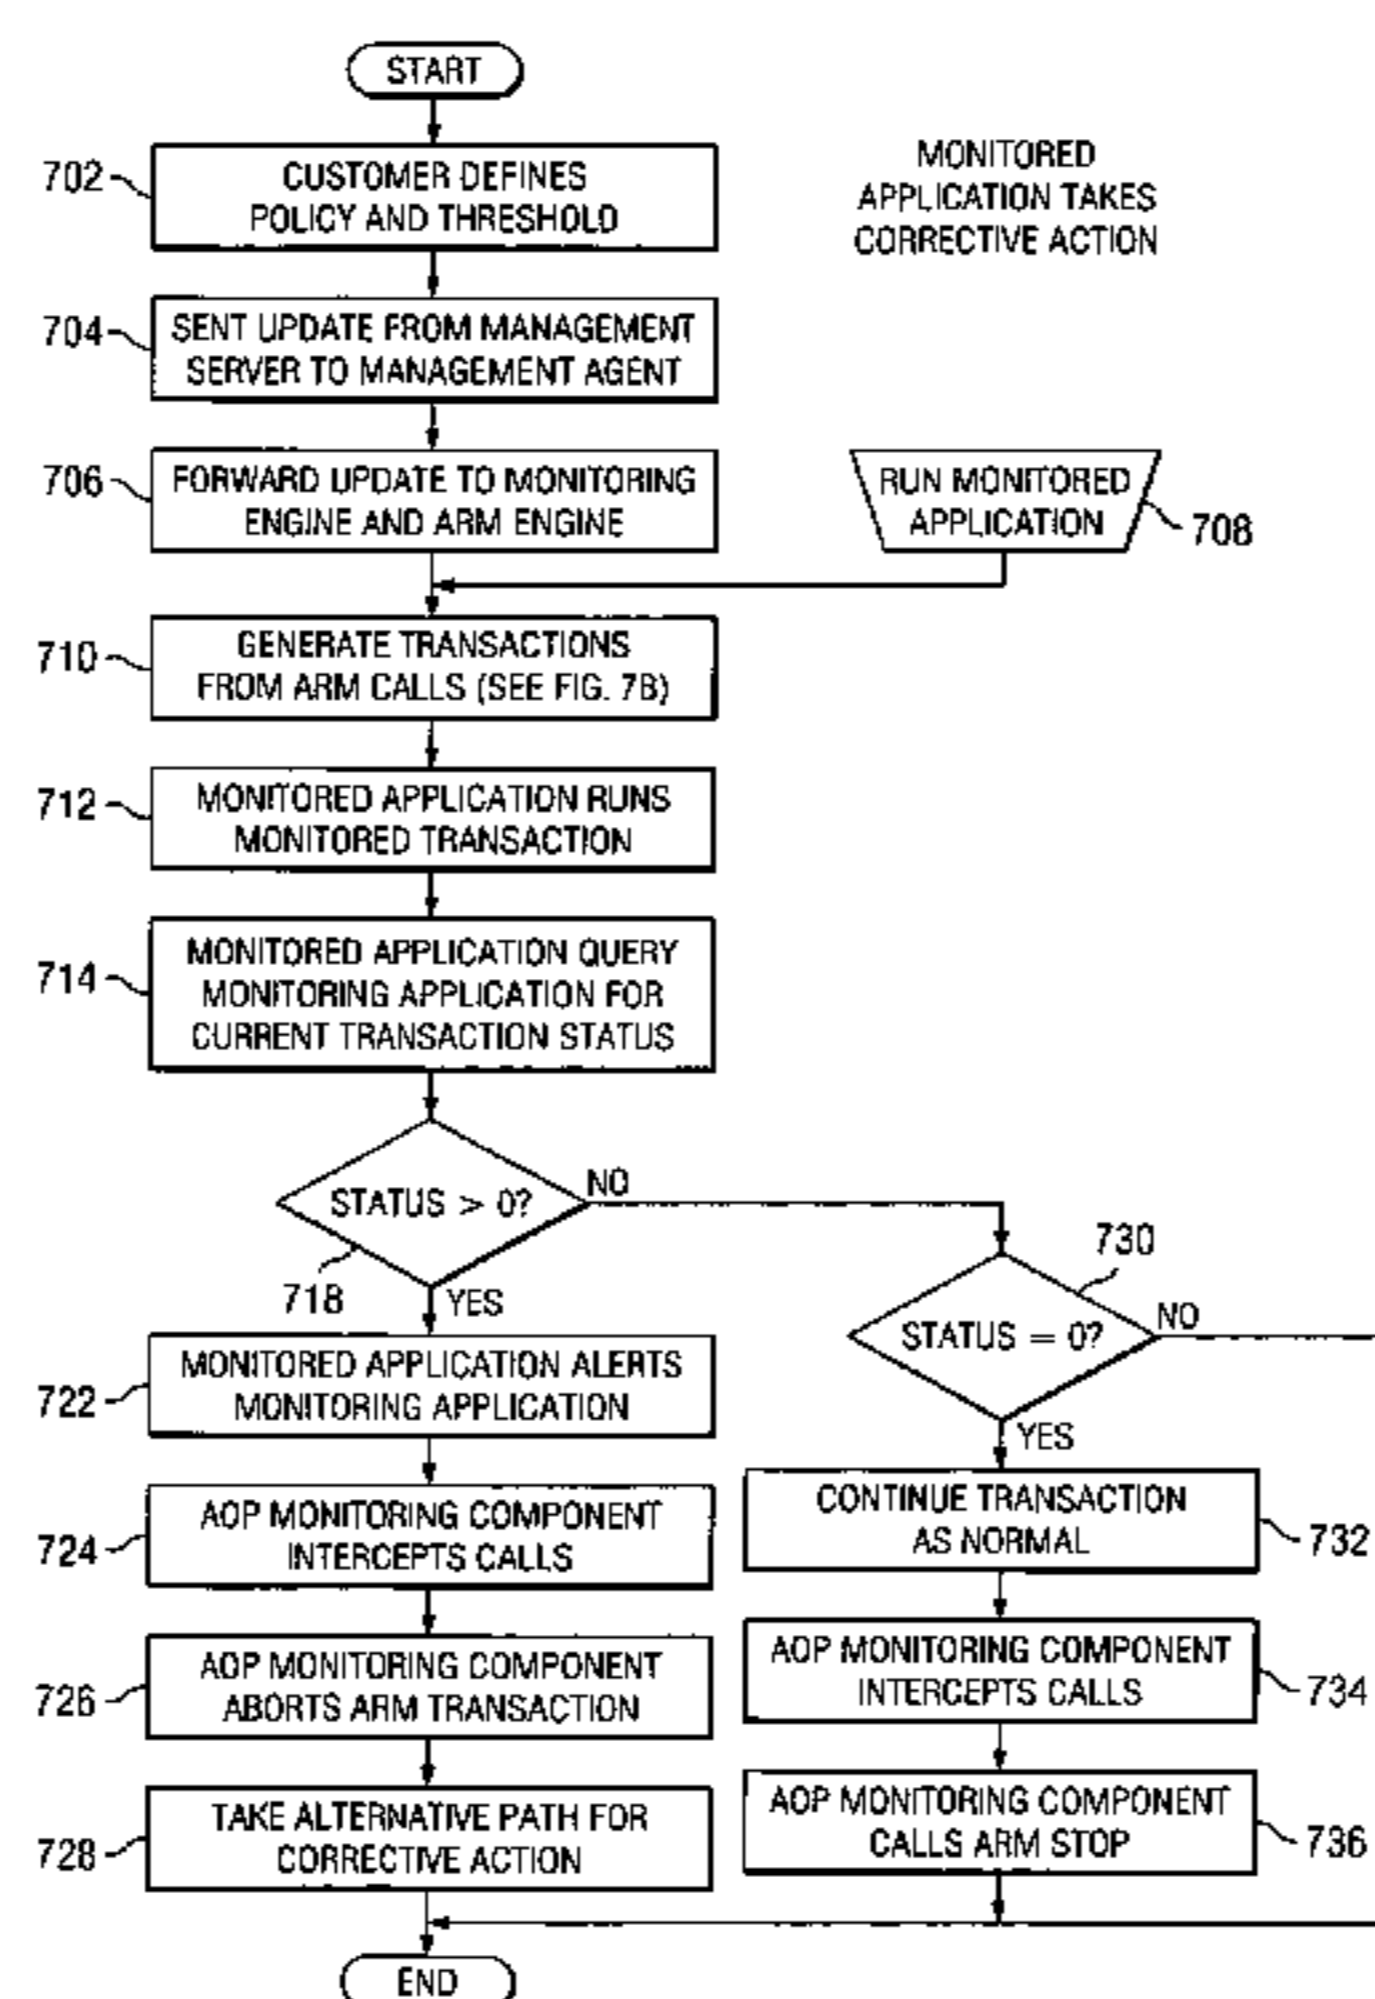 START
702
CUSTOMER DEFINES
POLICY AND THRESHOLD
MONITORED
APPLICATION TAKES
CORRECTIVE ACTION
704
SENT UPDATE FROM MANAGEMENT
SERVER TO MANAGEMENT AGENT
706
FORWARD UPDATE TO MONITORING
ENGINE AND ARM ENGINE
RUN MONITORED
APPLICATION
708
710
GENERATE TRANSACTIONS
FROM ARM CALLS (SEE FIG. 7B)
712
MONITORED APPLICATION RUNS
MONITORED TRANSACTION
714
MONITORED APPLICATION QUERY
MONITORING APPLICATION FOR
CURRENT TRANSACTION STATUS
STATUS > 0?
NO
718
YES
730
STATUS = 0?
NO
YES
722
MONITORED APPLICATION ALERTS
MONITORING APPLICATION
724
AOP MONITORING COMPONENT
INTERCEPTS CALLS
726
AOP MONITORING COMPONENT
ABORTS ARM TRANSACTION
728
TAKE ALTERNATIVE PATH FOR
CORRECTIVE ACTION
CONTINUE TRANSACTION
AS NORMAL
732
AOP MONITORING COMPONENT
INTERCEPTS CALLS
734
AOP MONITORING COMPONENT
CALLS ARM STOP
736
END